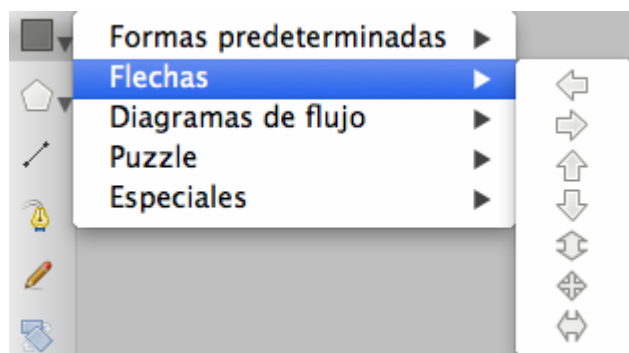 Formas predeterminadas
Flechas
Diagramas de flujo
Puzzle
Especiales